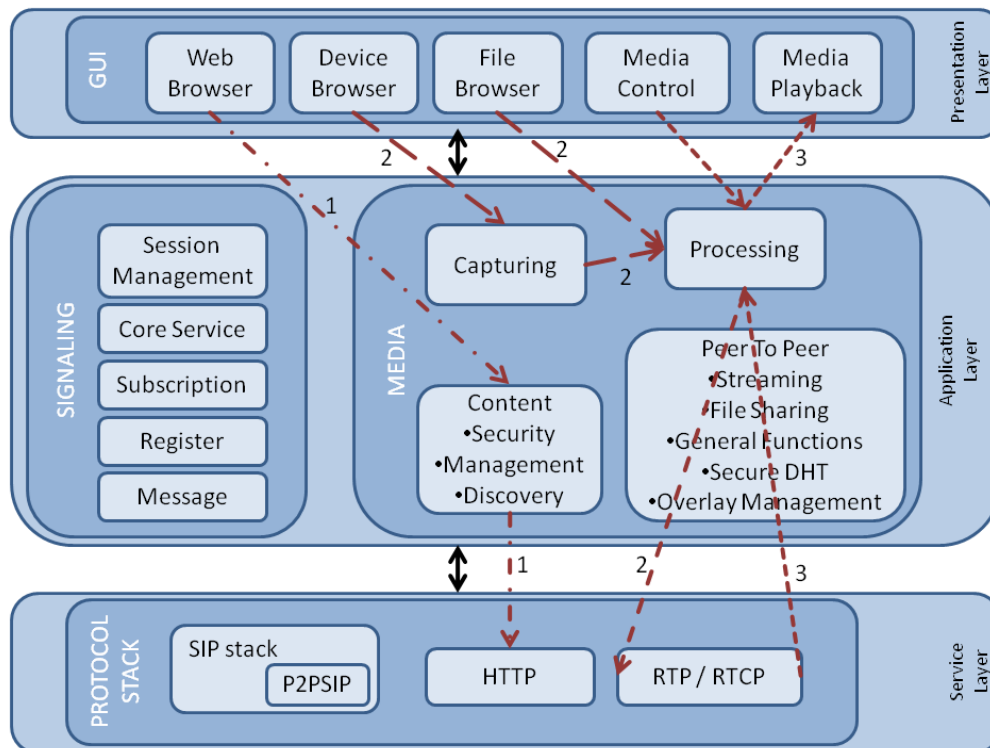 GUI
Web
Browser
Device
Browser
File
Browser
Media
Control
Media
Playback
Presentation
Layer
2
2
3
1
SIGNALING
Session
Management
Core Service
Subscription
Register
Message
MEDIA
Capturing
2
Processing
Content
•Security
•Management
•Discovery
Peer To Peer
•Streaming
•File Sharing
•General Functions
•Secure DHT
•Overlay Management
Application
Layer
1
2
3
PROTOCOL
STACK
SIP stack
P2PSIP
HTTP
RTP / RTCP
Service
Layer